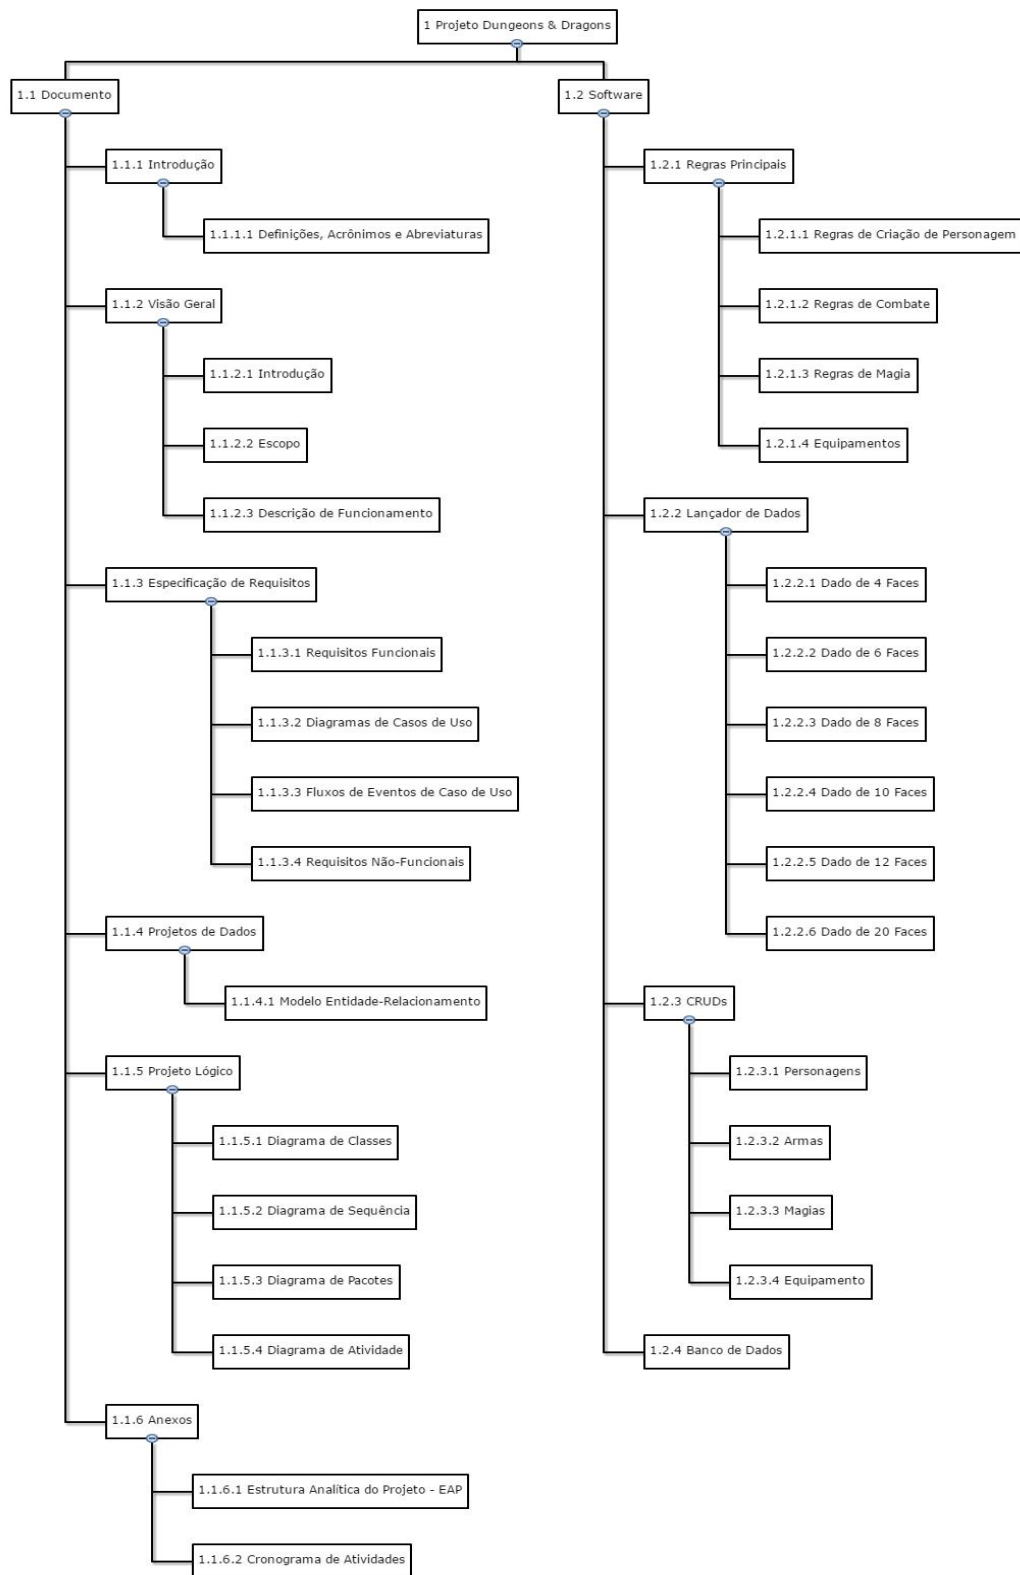 1 Projeto Dungeons & Dragons
1.1 Documento
1.1.1 Introdução
1.1.1.1 Definições, Acrônimos e Abreviaturas
1.1.2 Visão Geral
1.1.2.1 Introdução
1.1.2.2 Escopo
1.1.2.3 Descrição de Funcionamento
1.1.3 Especificação de Requisitos
1.1.3.1 Requisitos Funcionais
1.1.3.2 Diagramas de Casos de Uso
1.1.3.3 Fluxos de Eventos de Caso de Uso
1.1.3.4 Requisitos Não-Funcionais
1.1.4 Projetos de Dados
1.1.4.1 Modelo Entidade-Relacionamento
1.1.5 Projeto Lógico
1.1.5.1 Diagrama de Classes
1.1.5.2 Diagrama de Sequência
1.1.5.3 Diagrama de Pacotes
1.1.5.4 Diagrama de Atividade
1.1.6 Anexos
1.1.6.1 Estrutura Analítica do Projeto - EAP
1.1.6.2 Cronograma de Atividades
1.2 Software
1.2.1 Regras Principais
1.2.1.1 Regras de Criação de Personagem
1.2.1.2 Regras de Combate
1.2.1.3 Regras de Magia
1.2.1.4 Equipamentos
1.2.2 Lançador de Dados
1.2.2.1 Dado de 4 Faces
1.2.2.2 Dado de 6 Faces
1.2.2.3 Dado de 8 Faces
1.2.2.4 Dado de 10 Faces
1.2.2.5 Dado de 12 Faces
1.2.2.6 Dado de 20 Faces
1.2.3 CRUDs
1.2.3.1 Personagens
1.2.3.2 Armas
1.2.3.3 Magias
1.2.3.4 Equipamento
1.2.4 Banco de Dados